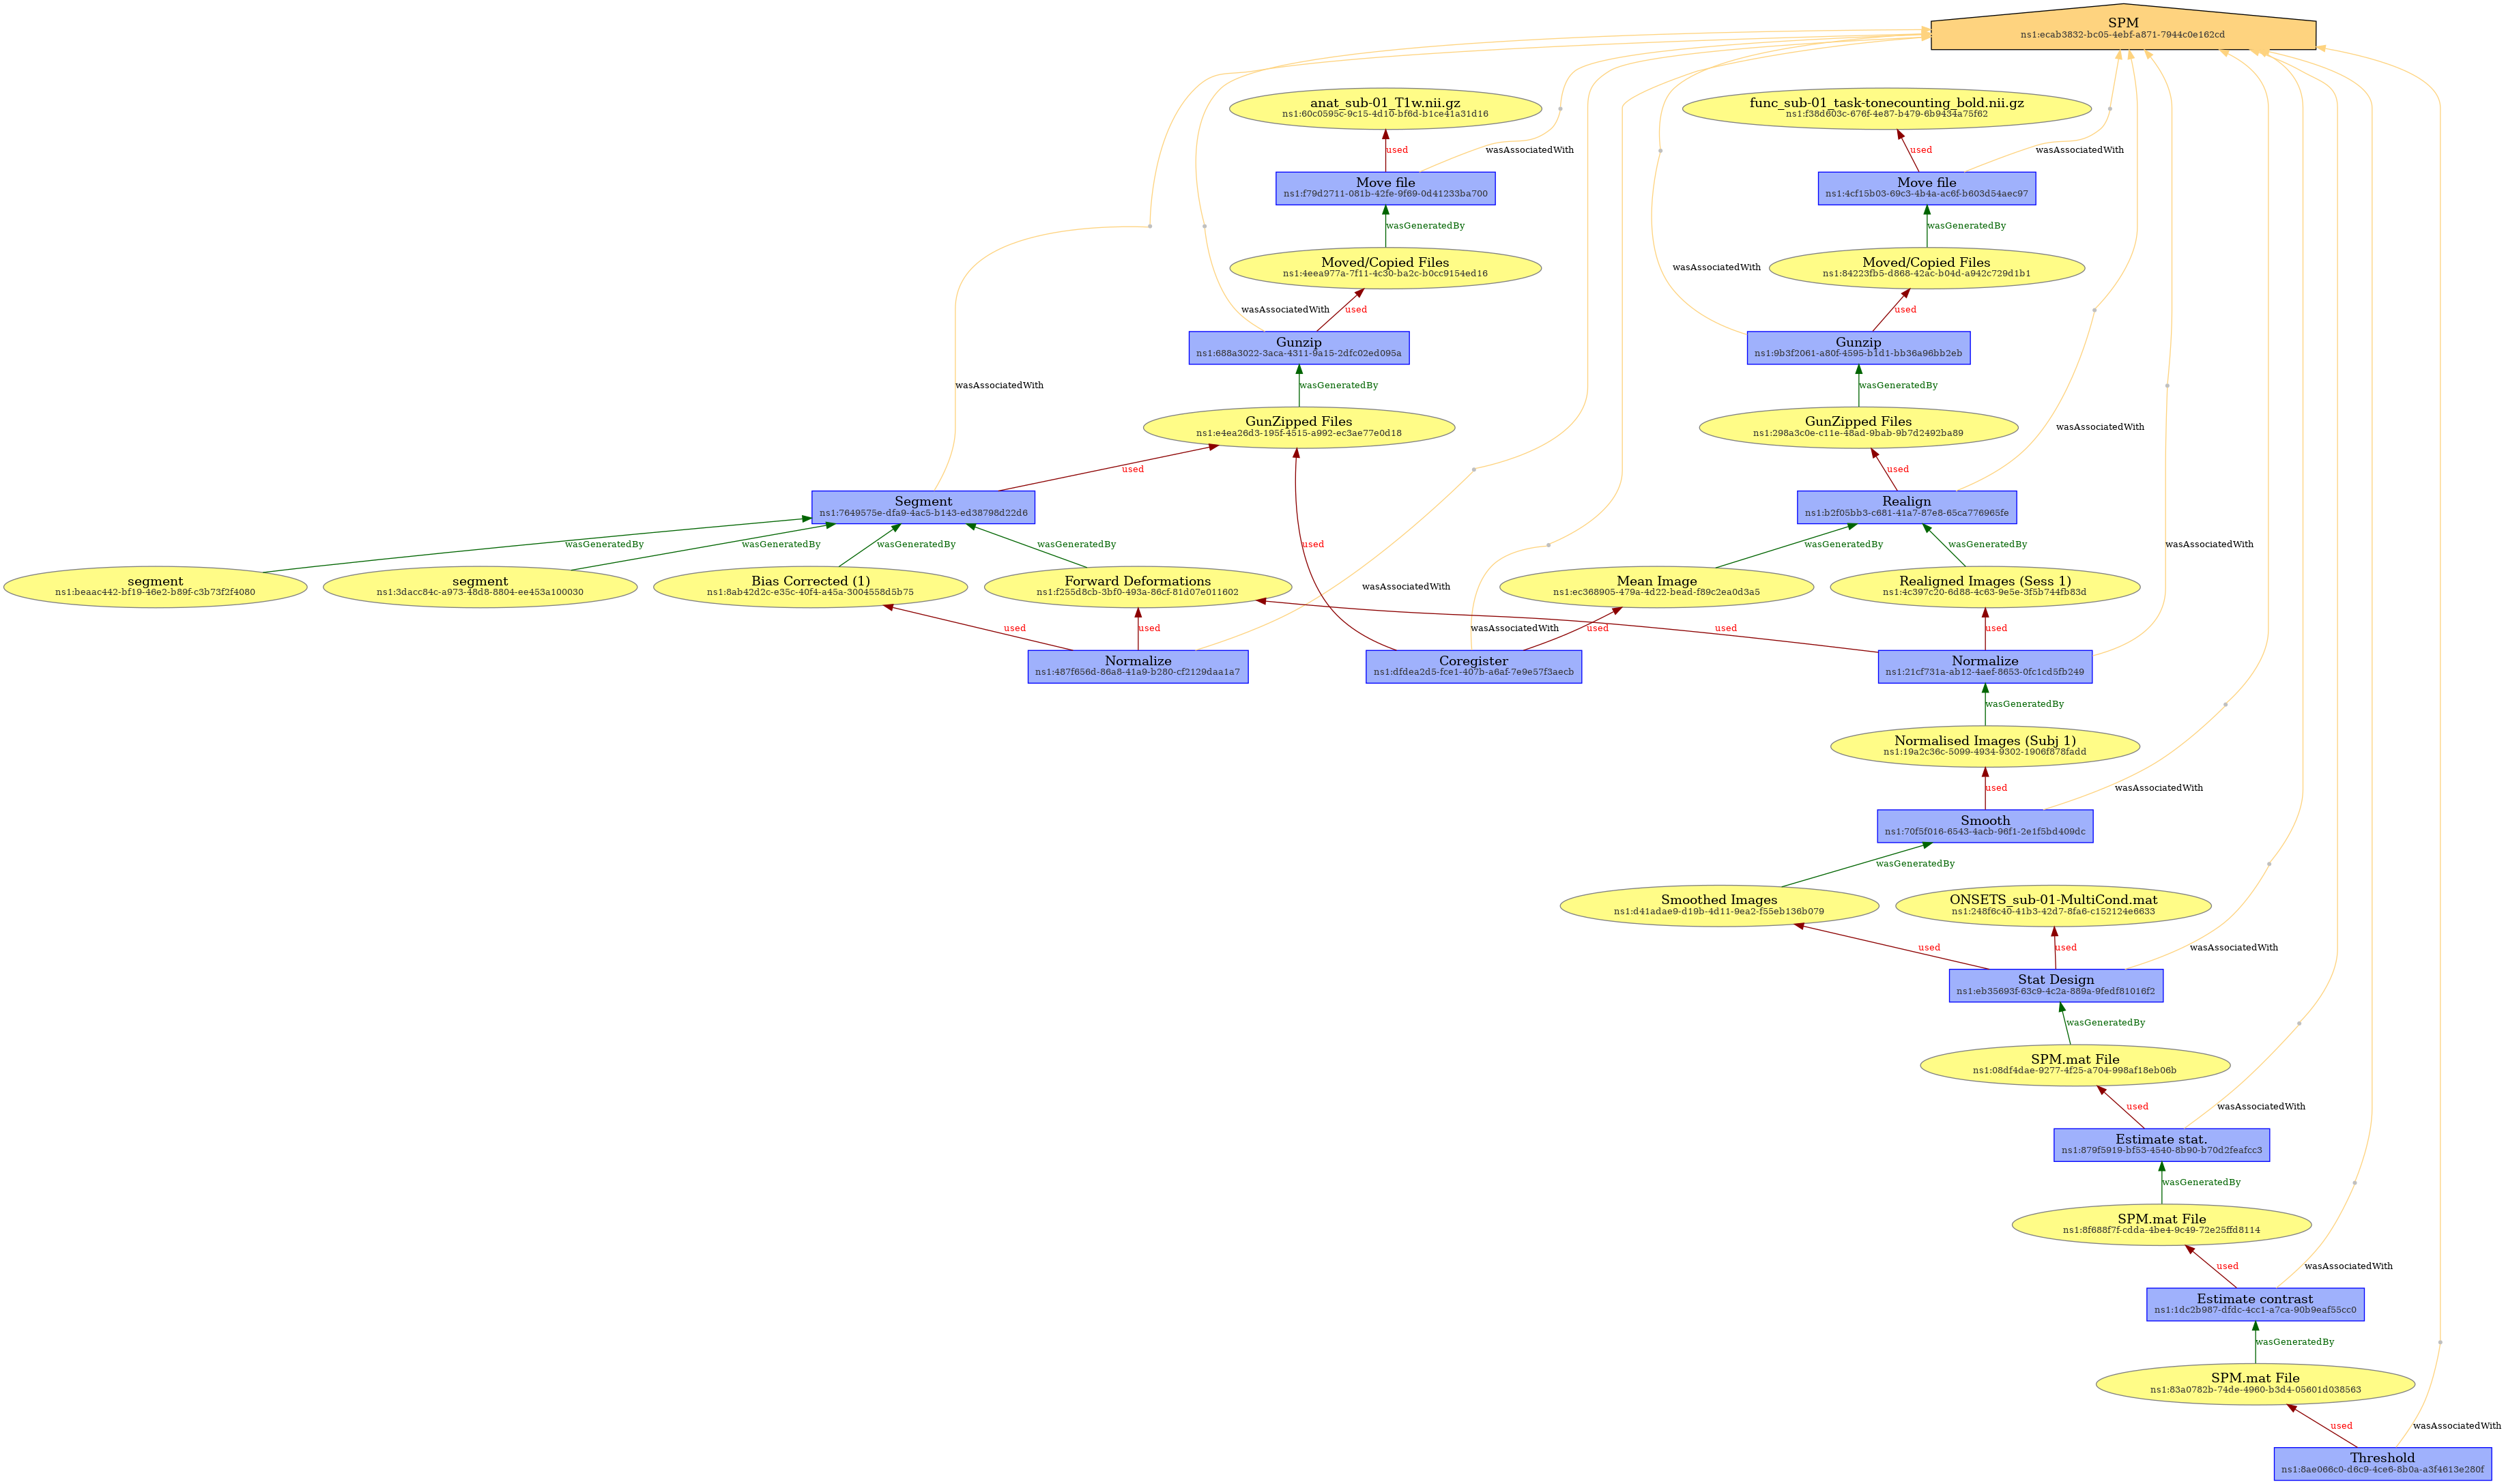 SPM
ns1:ecab3832-bc05-4ebf-a871-7944c0e162cd
anat_sub-01_T1w.nii.gz
ns1:60c0595c-9c15-4d10-bf6d-b1ce41a31d16
func_sub-01_task-tonecounting_bold.nii.gz
ns1:f38d603c-676f-4e87-b479-6b9434a75f62
used
wasAssociatedWith
used
wasAssociatedWith
Move file
ns1:f79d2711-081b-42fe-9f69-0d41233ba700
Move file
ns1:4cf15b03-69c3-4b4a-ac6f-b603d54aec97
wasGeneratedBy
wasGeneratedBy
Moved/Copied Files
ns1:4eea977a-7f11-4c30-ba2c-b0cc9154ed16
wasAssociatedWith
Moved/Copied Files
ns1:84223fb5-d868-42ac-b04d-a942c729d1b1
wasAssociatedWith
used
used
Gunzip
ns1:688a3022-3aca-4311-9a15-2dfc02ed095a
Gunzip
ns1:9b3f2061-a80f-4595-b1d1-bb36a96bb2eb
wasAssociatedWith
wasGeneratedBy
wasGeneratedBy
GunZipped Files
ns1:e4ea26d3-195f-4515-a992-ec3ae77e0d18
GunZipped Files
ns1:298a3c0e-c11e-48ad-9bab-9b7d2492ba89
wasAssociatedWith
used
used
Segment
ns1:7649575e-dfa9-4ac5-b143-ed38798d22d6
Realign
ns1:b2f05bb3-c681-41a7-87e8-65ca776965fe
wasGeneratedBy
wasGeneratedBy
wasGeneratedBy
wasGeneratedBy
used
wasGeneratedBy
wasGeneratedBy
wasAssociatedWith
segment
ns1:beaac442-bf19-46e2-b89f-c3b73f2f4080
segment
ns1:3dacc84c-a973-48d8-8804-ee453a100030
Bias Corrected (1)
ns1:8ab42d2c-e35c-40f4-a45a-3004558d5b75
Forward Deformations
ns1:f255d8cb-3bf0-493a-86cf-81d07e011602
wasAssociatedWith
Mean Image
ns1:ec368905-479a-4d22-bead-f89c2ea0d3a5
Realigned Images (Sess 1)
ns1:4c397c20-6d88-4c63-9e5e-3f5b744fb83d
used
used
wasAssociatedWith
used
used
used
Normalize
ns1:487f656d-86a8-41a9-b280-cf2129daa1a7
Coregister
ns1:dfdea2d5-fce1-407b-a6af-7e9e57f3aecb
Normalize
ns1:21cf731a-ab12-4aef-8653-0fc1cd5fb249
wasGeneratedBy
Normalised Images (Subj 1)
ns1:19a2c36c-5099-4934-9302-1906f878fadd
used
wasAssociatedWith
Smooth
ns1:70f5f016-6543-4acb-96f1-2e1f5bd409dc
wasGeneratedBy
Smoothed Images
ns1:d41adae9-d19b-4d11-9ea2-f55eb136b079
ONSETS_sub-01-MultiCond.mat
ns1:248f6c40-41b3-42d7-8fa6-c152124e6633
used
used
wasAssociatedWith
Stat Design
ns1:eb35693f-63c9-4c2a-889a-9fedf81016f2
wasGeneratedBy
SPM.mat File
ns1:08df4dae-9277-4f25-a704-998af18eb06b
used
wasAssociatedWith
Estimate stat.
ns1:879f5919-bf53-4540-8b90-b70d2feafcc3
wasGeneratedBy
SPM.mat File
ns1:8f688f7f-cdda-4be4-9c49-72e25ffd8114
used
wasAssociatedWith
Estimate contrast
ns1:1dc2b987-dfdc-4cc1-a7ca-90b9eaf55cc0
wasGeneratedBy
SPM.mat File
ns1:83a0782b-74de-4960-b3d4-05601d038563
used
wasAssociatedWith
Threshold
ns1:8ae066c0-d6c9-4ce6-8b0a-a3f4613e280f